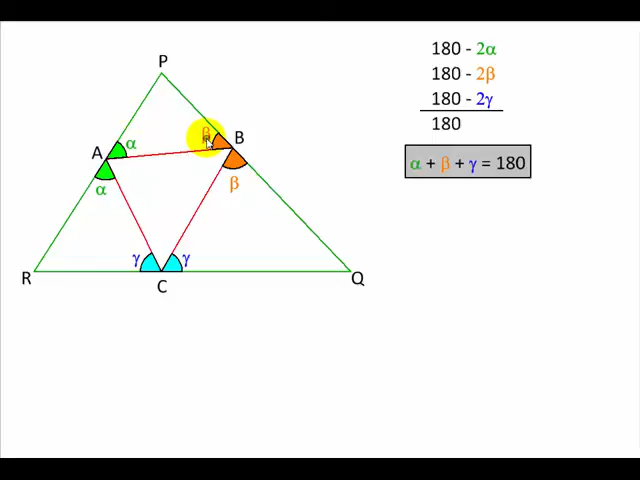 180 - 2α
180 - 2β
180 - 2γ
180
α + β + γ = 180
P
A
α
α
β
B
β
γ
γ
R
C
Q